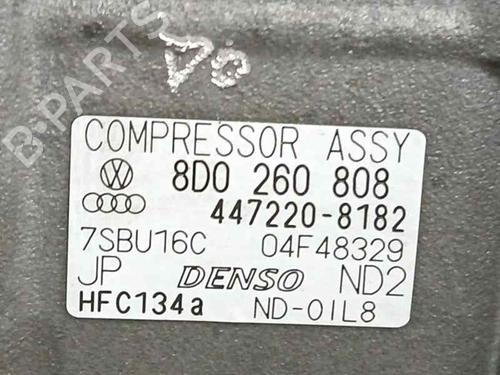 COMPRESSOR ASSY
8D0 260 808
447220-8182
7SBU16C 04F48329
JP DENSO ND2
HFC134a ND-OIL8
B-PARTS